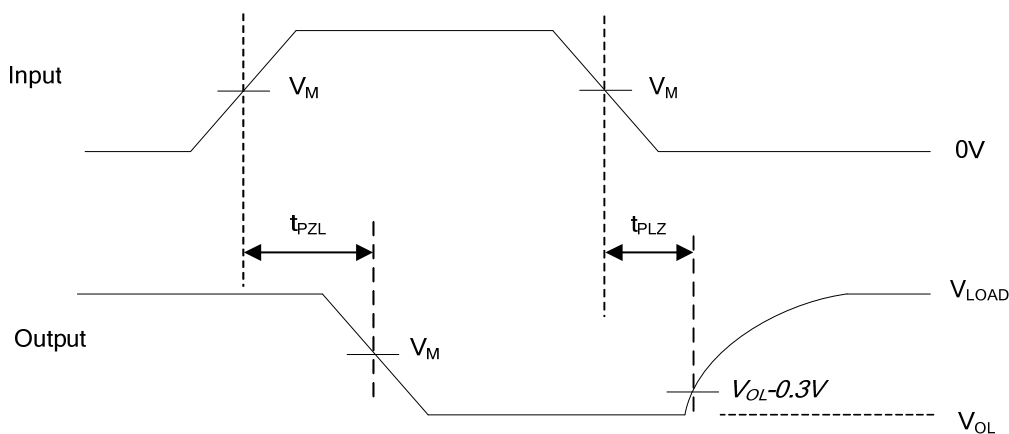 Input
V_M
V_M
0V
t_PZL
t_PLZ
V_LOAD
Output
V_M
V_OL-0.3V
V_OL